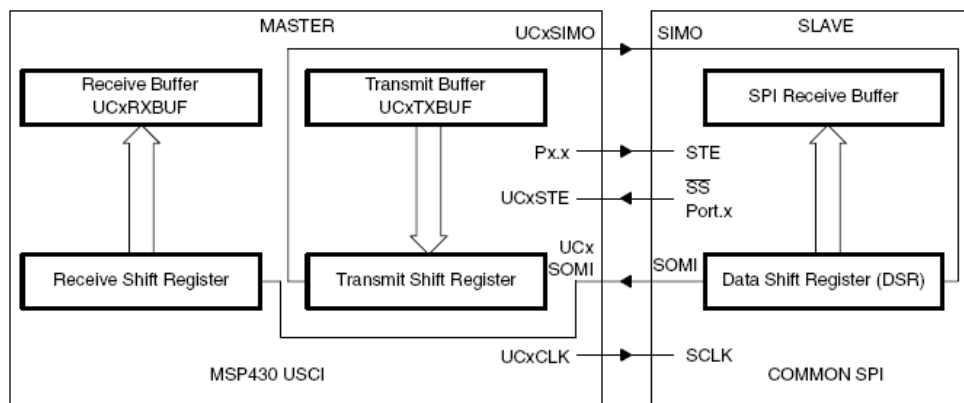 MASTER
UCxSIMO
SIMO
SLAVE
Receive Buffer
UCxRXBUF
Transmit Buffer
UCxTXBUF
SPI Receive Buffer
Px.x
STE
UCxSTE
SS
Port.x
UCx
SOMI
SOMI
Receive Shift Register
Transmit Shift Register
Data Shift Register (DSR)
UCxCLK
SCLK
MSP430 USCI
COMMON SPI